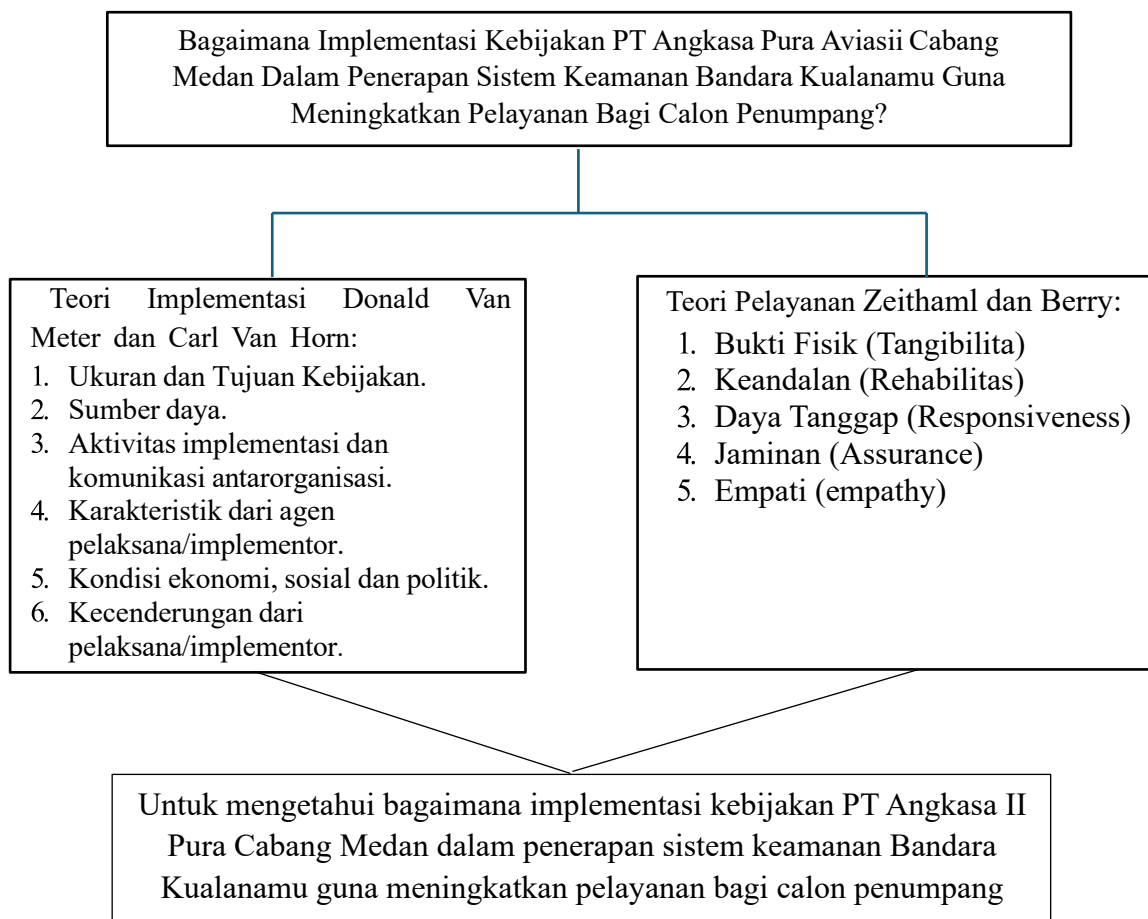 Bagaimana Implementasi Kebijakan PT Angkasa Pura Aviasii Cabang
Medan Dalam Penerapan Sistem Keamanan Bandara Kualanamu Guna
Meningkatkan Pelayanan Bagi Calon Penumpang?
Teori Implementasi Donald Van
Meter dan Carl Van Horn:
1. Ukuran dan Tujuan Kebijakan.
2. Sumber daya.
3. Aktivitas implementasi dan
komunikasi antarorganisasi.
4. Karakteristik dari agen
pelaksana/implementor.
5. Kondisi ekonomi, sosial dan politik.
6. Kecenderungan dari
pelaksana/implementor.
Teori Pelayanan Zeithaml dan Berry:
1. Bukti Fisik (Tangibilita)
2. Keandalan (Rehabilitas)
3. Daya Tanggap (Responsiveness)
4. Jaminan (Assurance)
5. Empati (empathy)
Untuk mengetahui bagaimana implementasi kebijakan PT Angkasa II
Pura Cabang Medan dalam penerapan sistem keamanan Bandara
Kualanamu guna meningkatkan pelayanan bagi calon penumpang